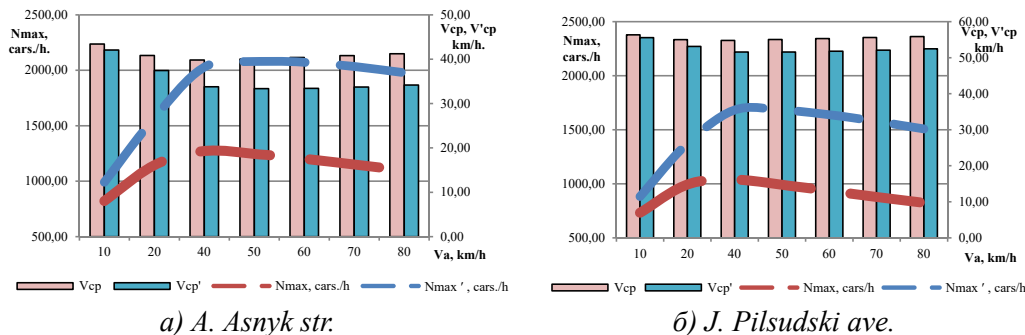 Nmax, cars./h.
2500,00
2000,00
1500,00
1000,00
500,00
50,00
40,00
30,00
20,00
10,00
0,00
Vcp, V'cp km/h.
10 20 40 50 60 70 80
Va, km/h
Vcp Vcp' Nmax, cars./h Nmax ′ , cars./h
a) A. Asnyk str.
Nmax, cars./h
2500,00
2000,00
1500,00
1000,00
500,00
60,00
50,00
40,00
30,00
20,00
10,00
0,00
Vcp, V'cp km/h
10 20 40 50 60 70 80
Va, km/h
Vcp Vcp' Nmax, cars/h Nmax ′ , cars/h
б) J. Pilsudski ave.